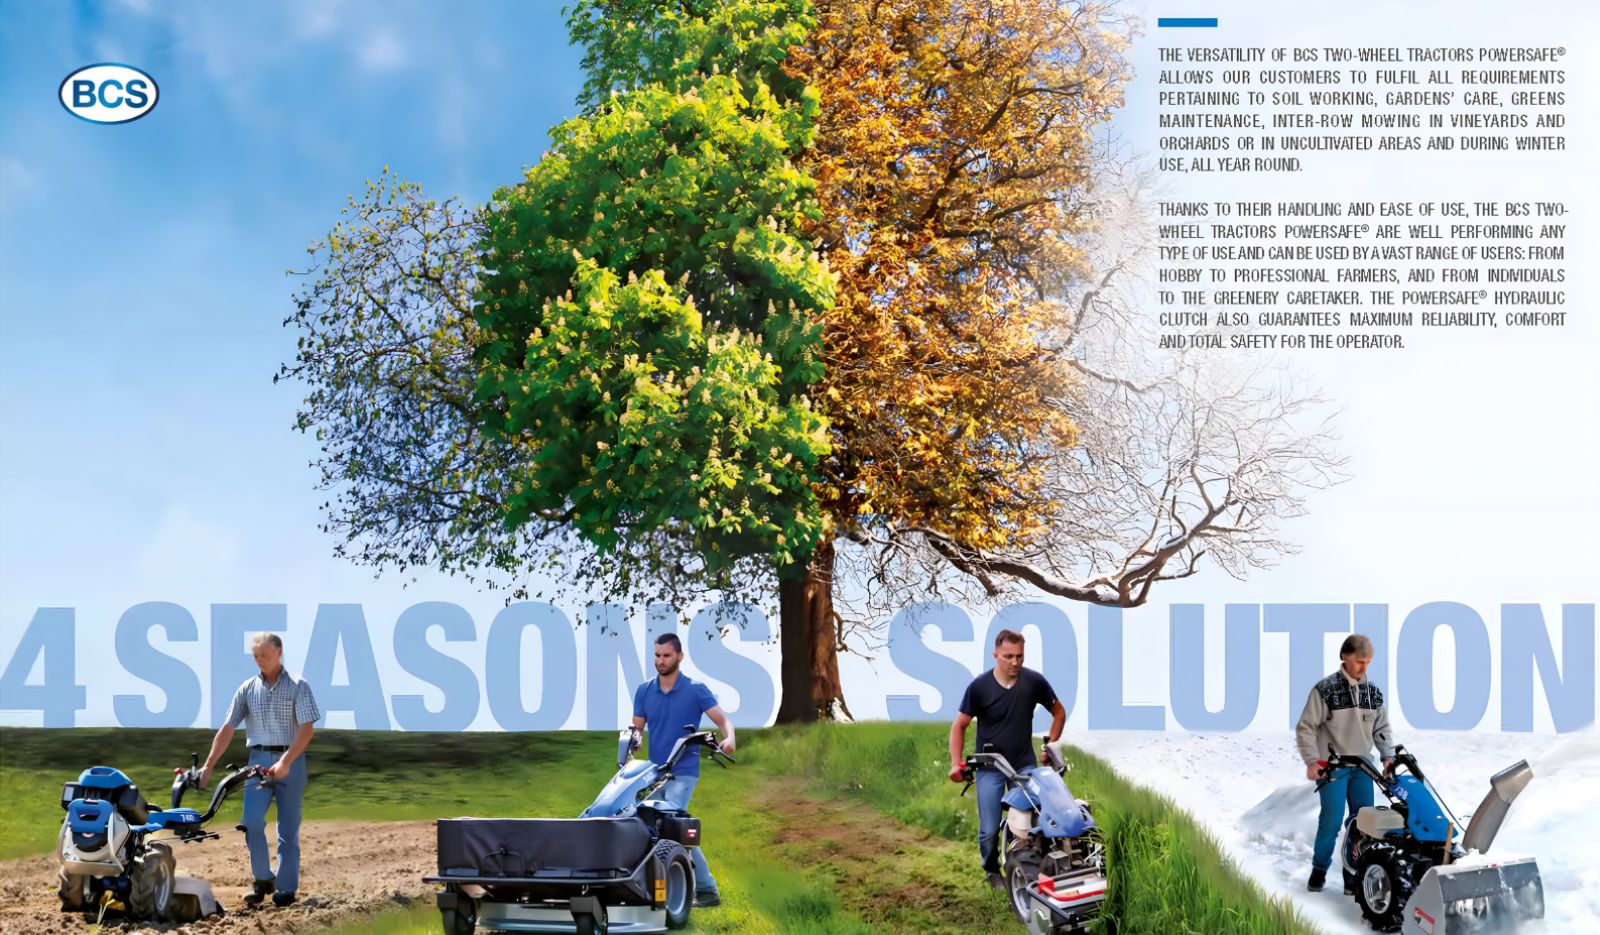 BCS
THE VERSATILITY OF BCS TWO-WHEEL TRACTORS POWERSAFE®
ALLOWS OUR CUSTOMERS TO FULFIL ALL REQUIREMENTS
PERTAINING TO SOIL WORKING, GARDENS' CARE, GREENS
MAINTENANCE, INTER-ROW MOWING IN VINEYARDS AND
ORCHARDS OR IN UNCULTIVATED AREAS AND DURING WINTER
USE, ALL YEAR ROUND.
THANKS TO THEIR HANDLING AND EASE OF USE, THE BCS TWO-
WHEEL TRACTORS POWERSAFE® ARE WELL PERFORMING ANY
TYPE OF USE AND CAN BE USED BY A VAST RANGE OF USERS: FROM
HOBBY TO PROFESSIONAL FARMERS, AND FROM INDIVIDUALS
TO THE GREENERY CARETAKER. THE POWERSAFE® HYDRAULIC
CLUTCH ALSO GUARANTEES MAXIMUM RELIABILITY, COMFORT
AND TOTAL SAFETY FOR THE OPERATOR.
4 SEASONS SOLUTION
740
738